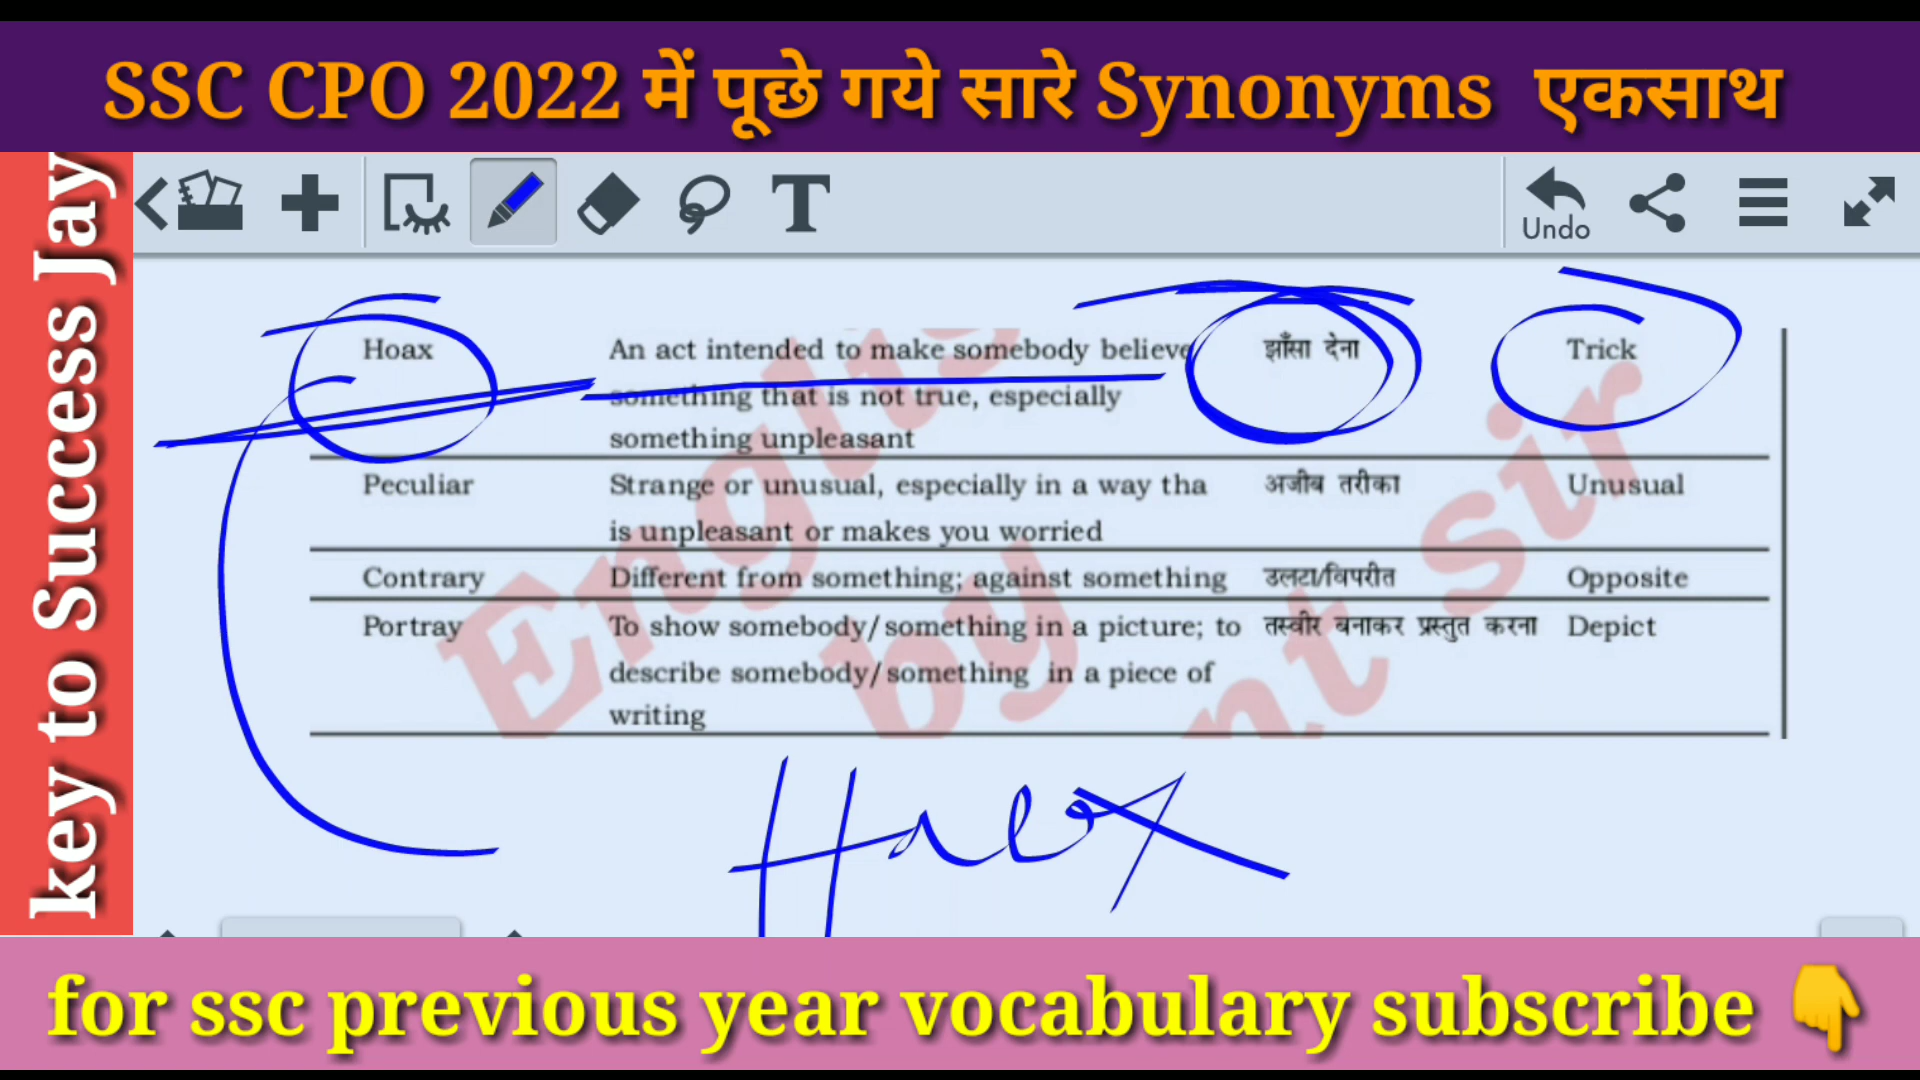 SSC CPO 2022 में पूछे गये सारे Synonyms एकसाथ
key to Success Jay
Undo
Hoax An act intended to make somebody believe झाँसा देना Trick
something that is not true, especially
something unpleasant
Peculiar Strange or unusual, especially in a way tha अजीब तरीका Unusual
is unpleasant or makes you worried
Contrary Different from something; against something उलटा/विपरीत Opposite
Portray To show somebody/something in a picture; to तस्वीर बनाकर प्रस्तुत करना Depict
describe somebody/something in a piece of
writing
English
by
nt sir
for ssc previous year vocabulary subscribe 👇